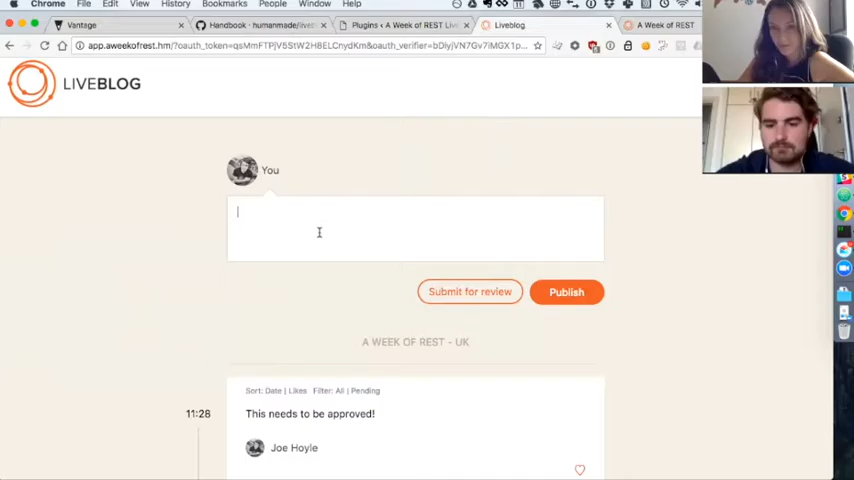 Chrome File Edit View History Bookmarks People Window Help
Vantage
Handbook - humanmade/live
Plugins ‹ A Week of REST Liv
Liveblog
A Week of REST
LIVEBLOG
You
Submit for review
Publish
A WEEK OF REST - UK
Sort: Date | Likes Filter: All | Pending
11:28
This needs to be approved!
Joe Hoyle